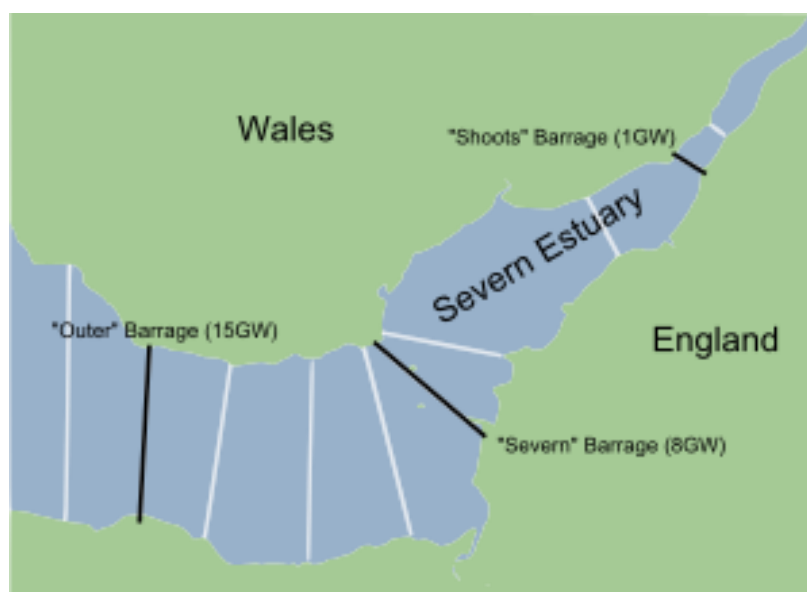 Wales
"Shoots" Barrage (1GW)
Severn Estuary
"Outer" Barrage (15GW)
England
"Severn" Barrage (8GW)